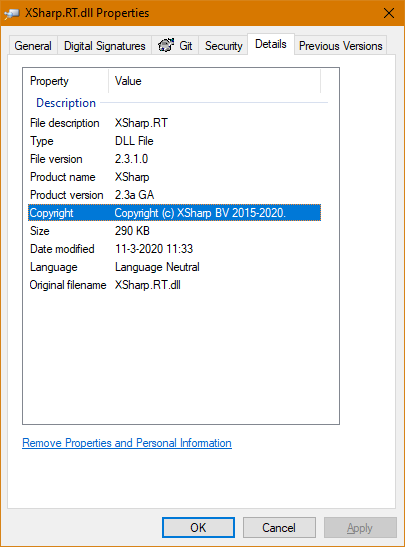 XSharp.RT.dll Properties
General Digital Signatures Git Security Details Previous Versions
Property Value
Description
File description XSharp.RT
Type DLL File
File version 2.3.1.0
Product name XSharp
Product version 2.3a GA
Copyright Copyright (c) XSharp BV 2015-2020.
Size 290 KB
Date modified 11-3-2020 11:33
Language Language Neutral
Original filename XSharp.RT.dll
Remove Properties and Personal Information
OK Cancel Apply